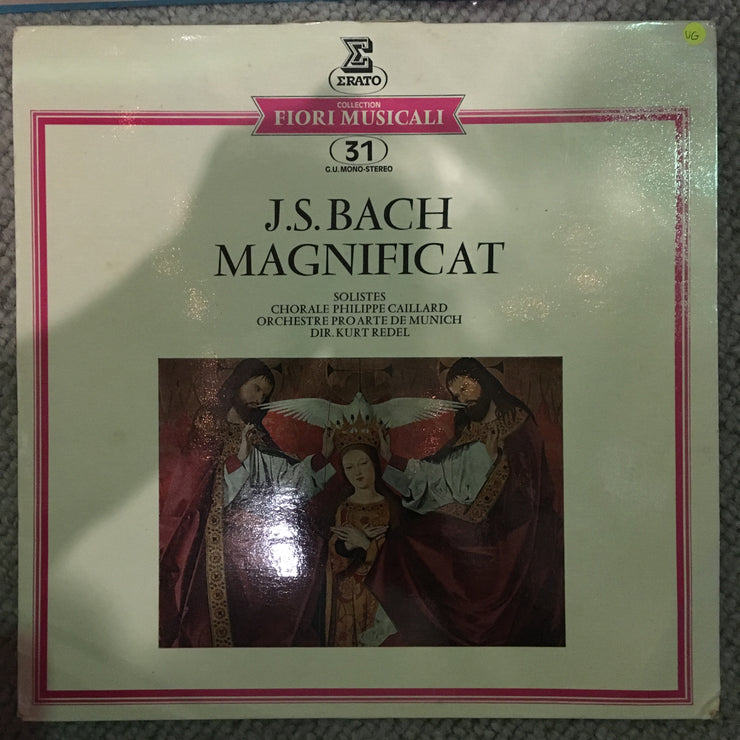 VG
ERATO
COLLECTION
FIORI MUSICALI
31
G.U. MONO-STEREO
J.S. BACH
MAGNIFICAT
SOLISTES
CHORALE PHILIPPE CAILLARD
ORCHESTRE PRO ARTE DE MUNICH
DIR. KURT REDEL